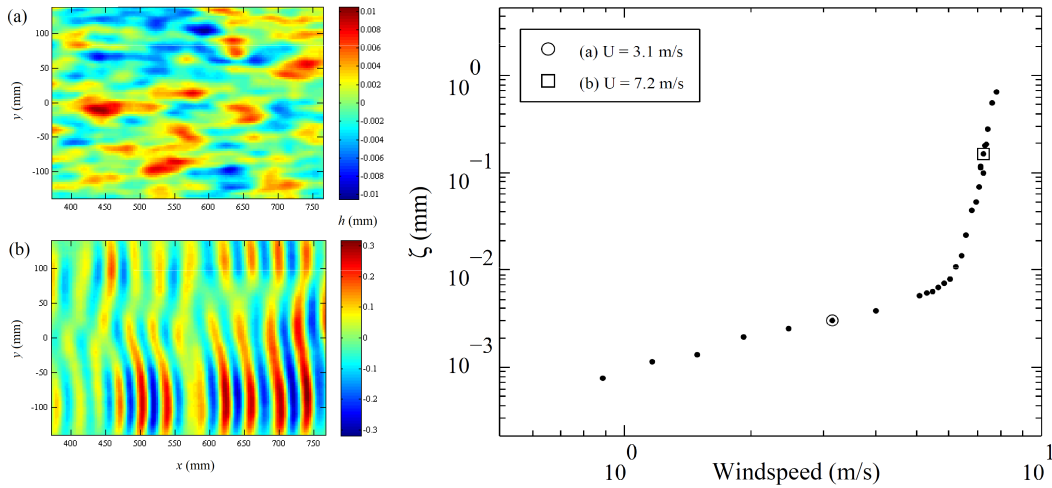 (a)
y (mm)
100
50
0
-50
-100
400 450 500 550 600 650 700 750
0.01
0.008
0.006
0.004
0.002
0
-0.002
-0.004
-0.006
-0.008
-0.01
h (mm)
(b)
y (mm)
100
50
0
-50
-100
400 450 500 550 600 650 700 750
x (mm)
0.3
0.2
0.1
0
-0.1
-0.2
-0.3
(a) U = 3.1 m/s
(b) U = 7.2 m/s
ζ (mm)
10^0
10^-1
10^-2
10^-3
10^0
10^1
Windspeed (m/s)